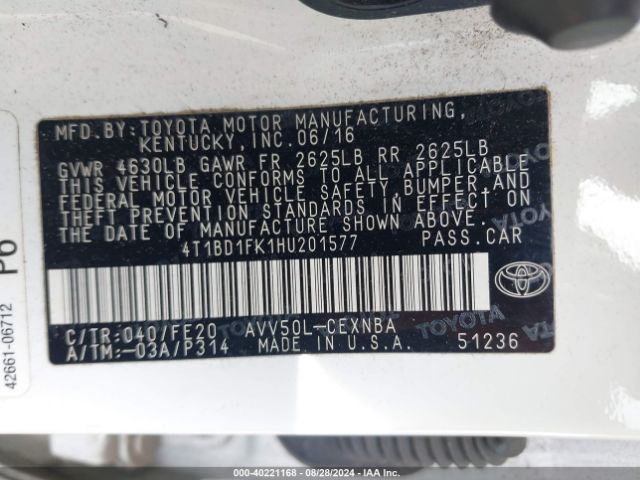 MFD.BY:TOYOTA MOTOR MANUFACTURING,
KENTUCKY, INC.06/16
GVWR 4630LB GAWR FR 2625LB RR 2625LB
THIS VEHICLE CONFORMS TO ALL APPLICABLE
FEDERAL MOTOR VEHICLE SAFETY, BUMPER, AND
THEFT PREVENTION STANDARDS IN EFFECT ON
THE DATE OF MANUFACTURE SHOWN ABOVE.
4T1BD1FK1HU201577 PASS.CAR
C/TR:040/FE20 AVV50L-CEXNBA
A/TM:-03A/P314 MADE IN U.S.A. 51236
TOYOTA
P6
42661-06712
000-40221168 | 08/28/2024 | IAA Inc.